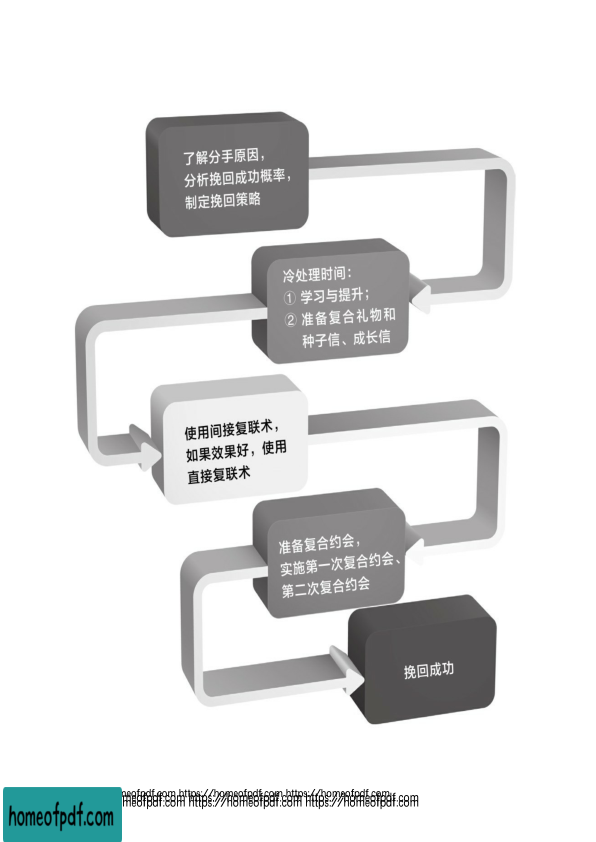 了解分手原因，
分析挽回成功概率，
制定挽回策略
冷处理时间：
① 学习与提升；
② 准备复合礼物和
种子信、成长信
使用间接复联术，
如果效果好，使用
直接复联术
准备复合约会，
实施第一次复合约会、
第二次复合约会
挽回成功
homeofpdf.com https://homeofpdf.com https://homeofpdf.com
homeofpdf.com https://homeofpdf.com https://homeofpdf.com
homeofpdf.com